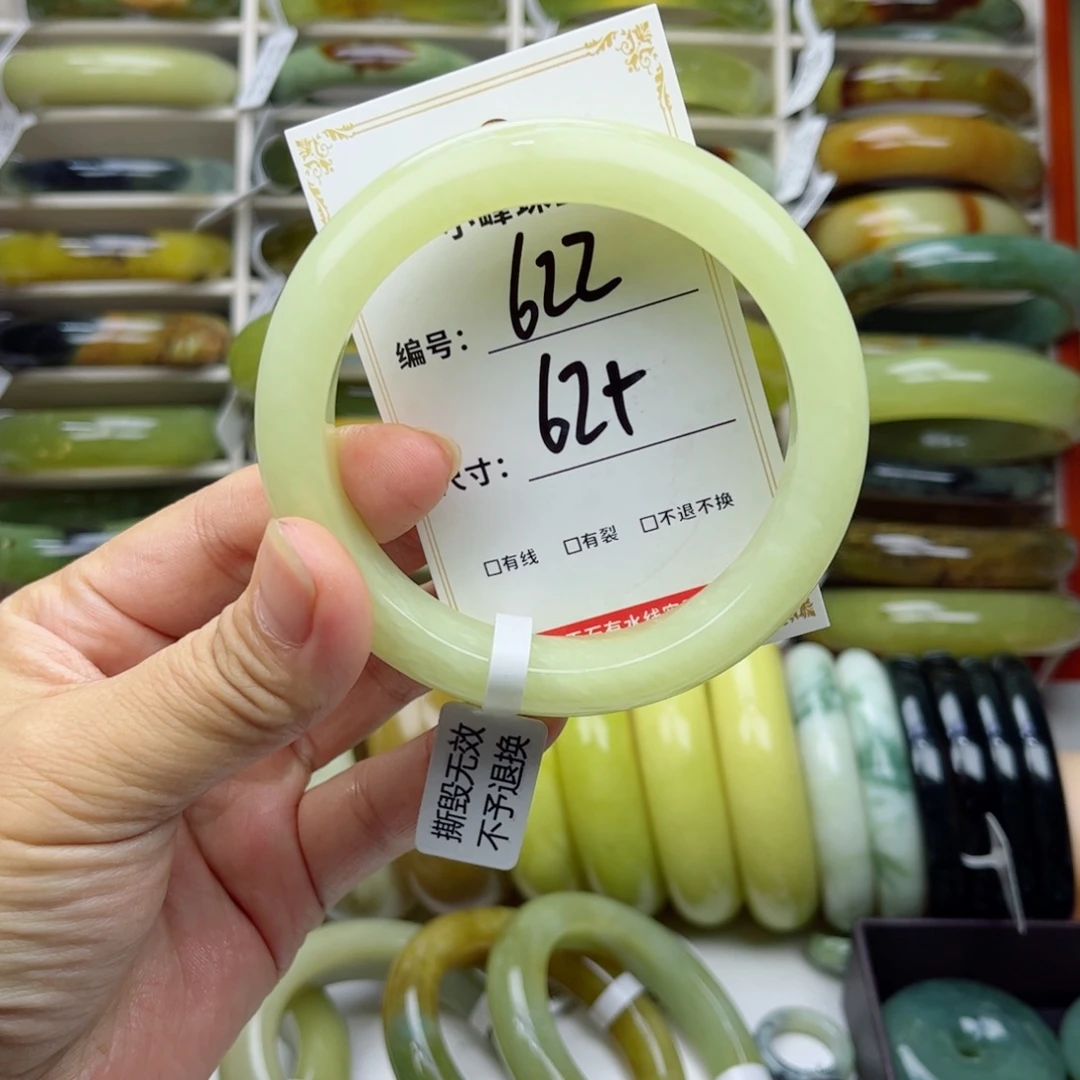 编号：622
尺寸：62+
□有线 □有裂 □不退不换
撕毁无效
不予退换